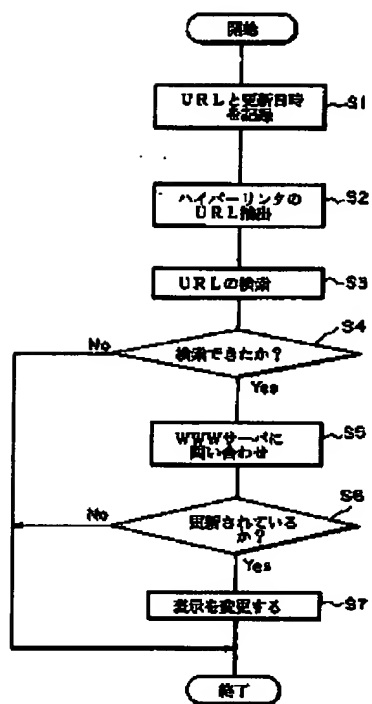 開始
URLと更新日時
を記録
S1
ハイパーリンクの
URL抽出
S2
URLの検索
S3
S4
検索できたか?
No
Yes
WWWサーバに
問い合わせ
S5
S6
更新されている
か?
No
Yes
表示を変更する
S7
終了